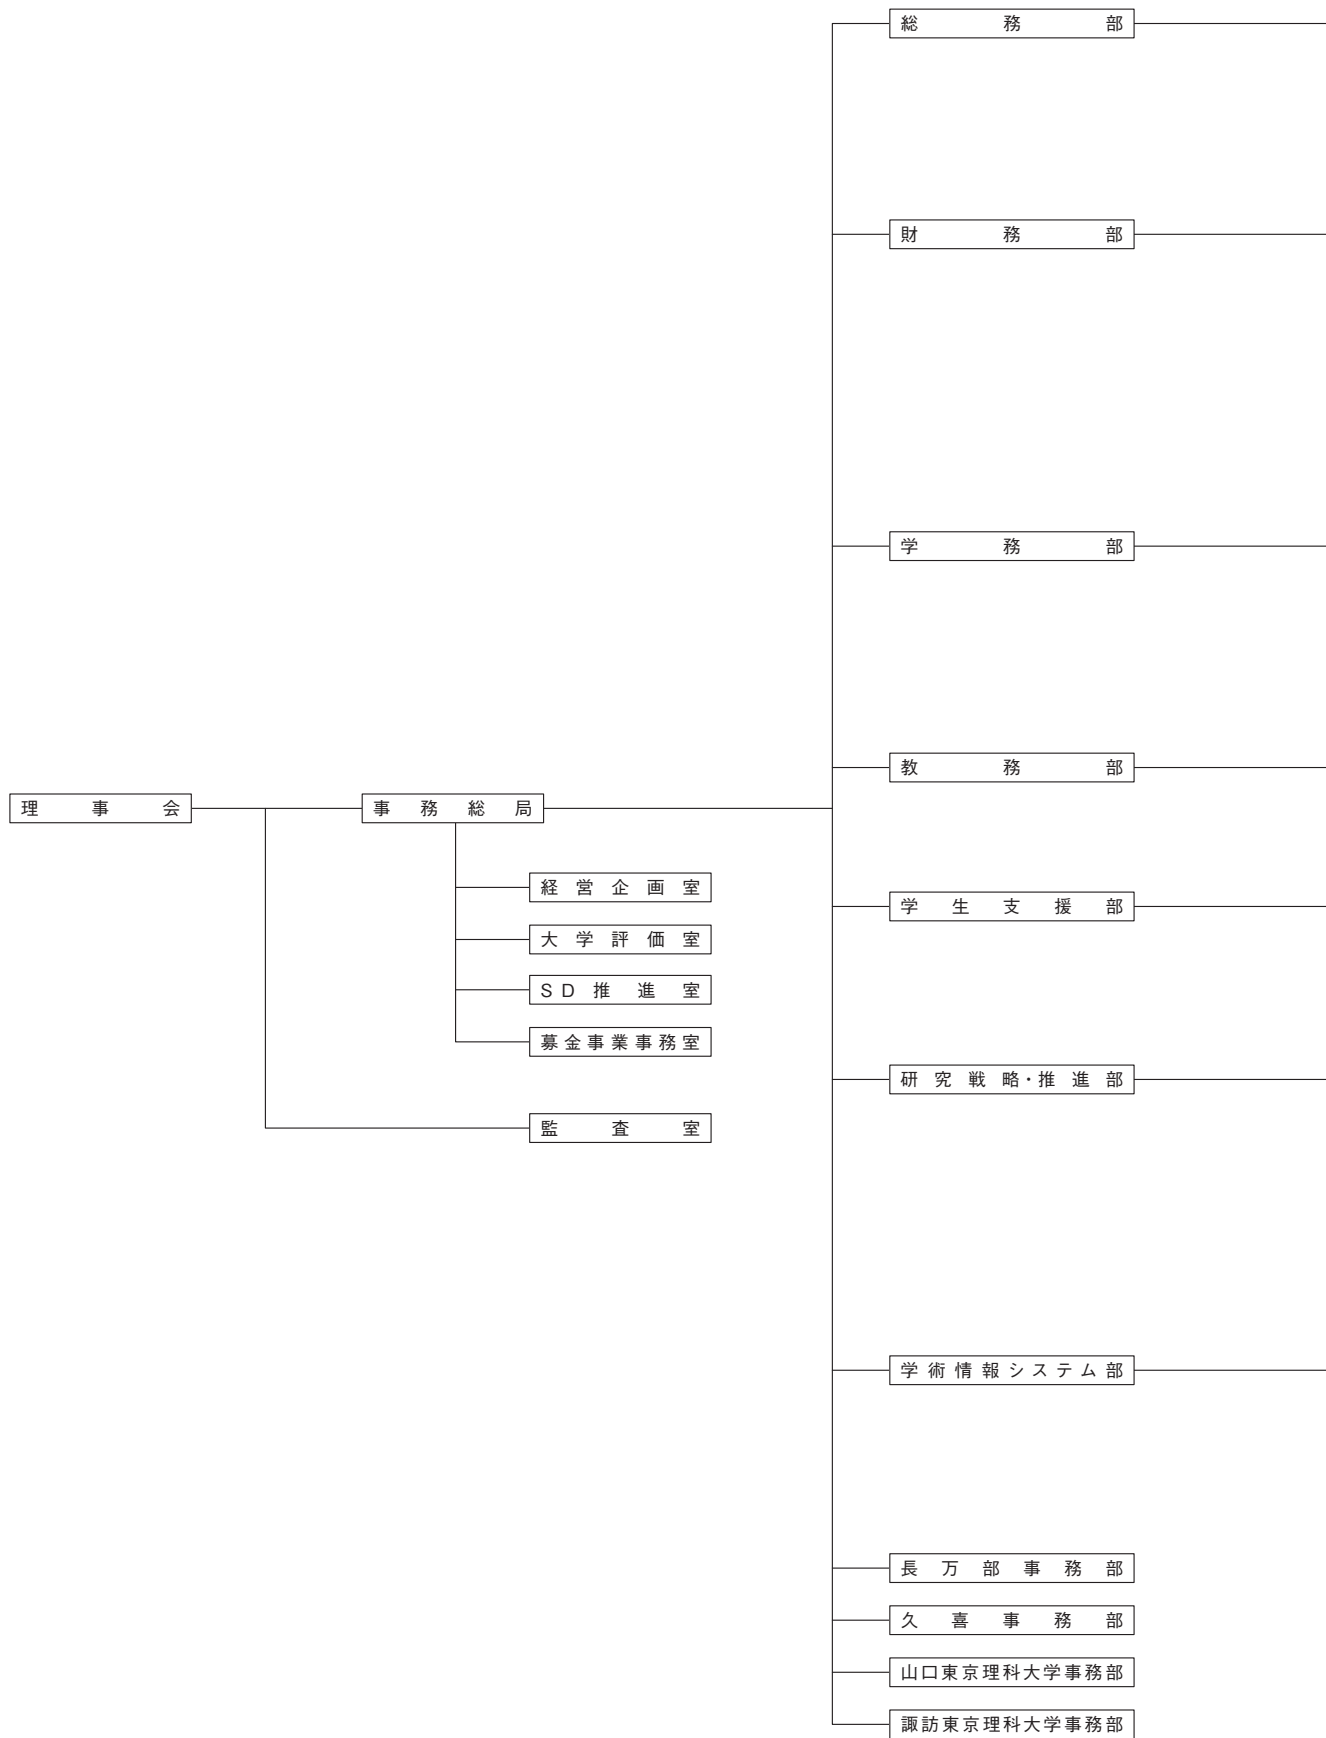 総務部
財務部
学務部
教務部
理事会
事務総局
経営企画室
大学評価室
SD推進室
募金事業事務室
監査室
学生支援部
研究戦略・推進部
学術情報システム部
長万部事務部
久喜事務部
山口東京理科大学事務部
諏訪東京理科大学事務部